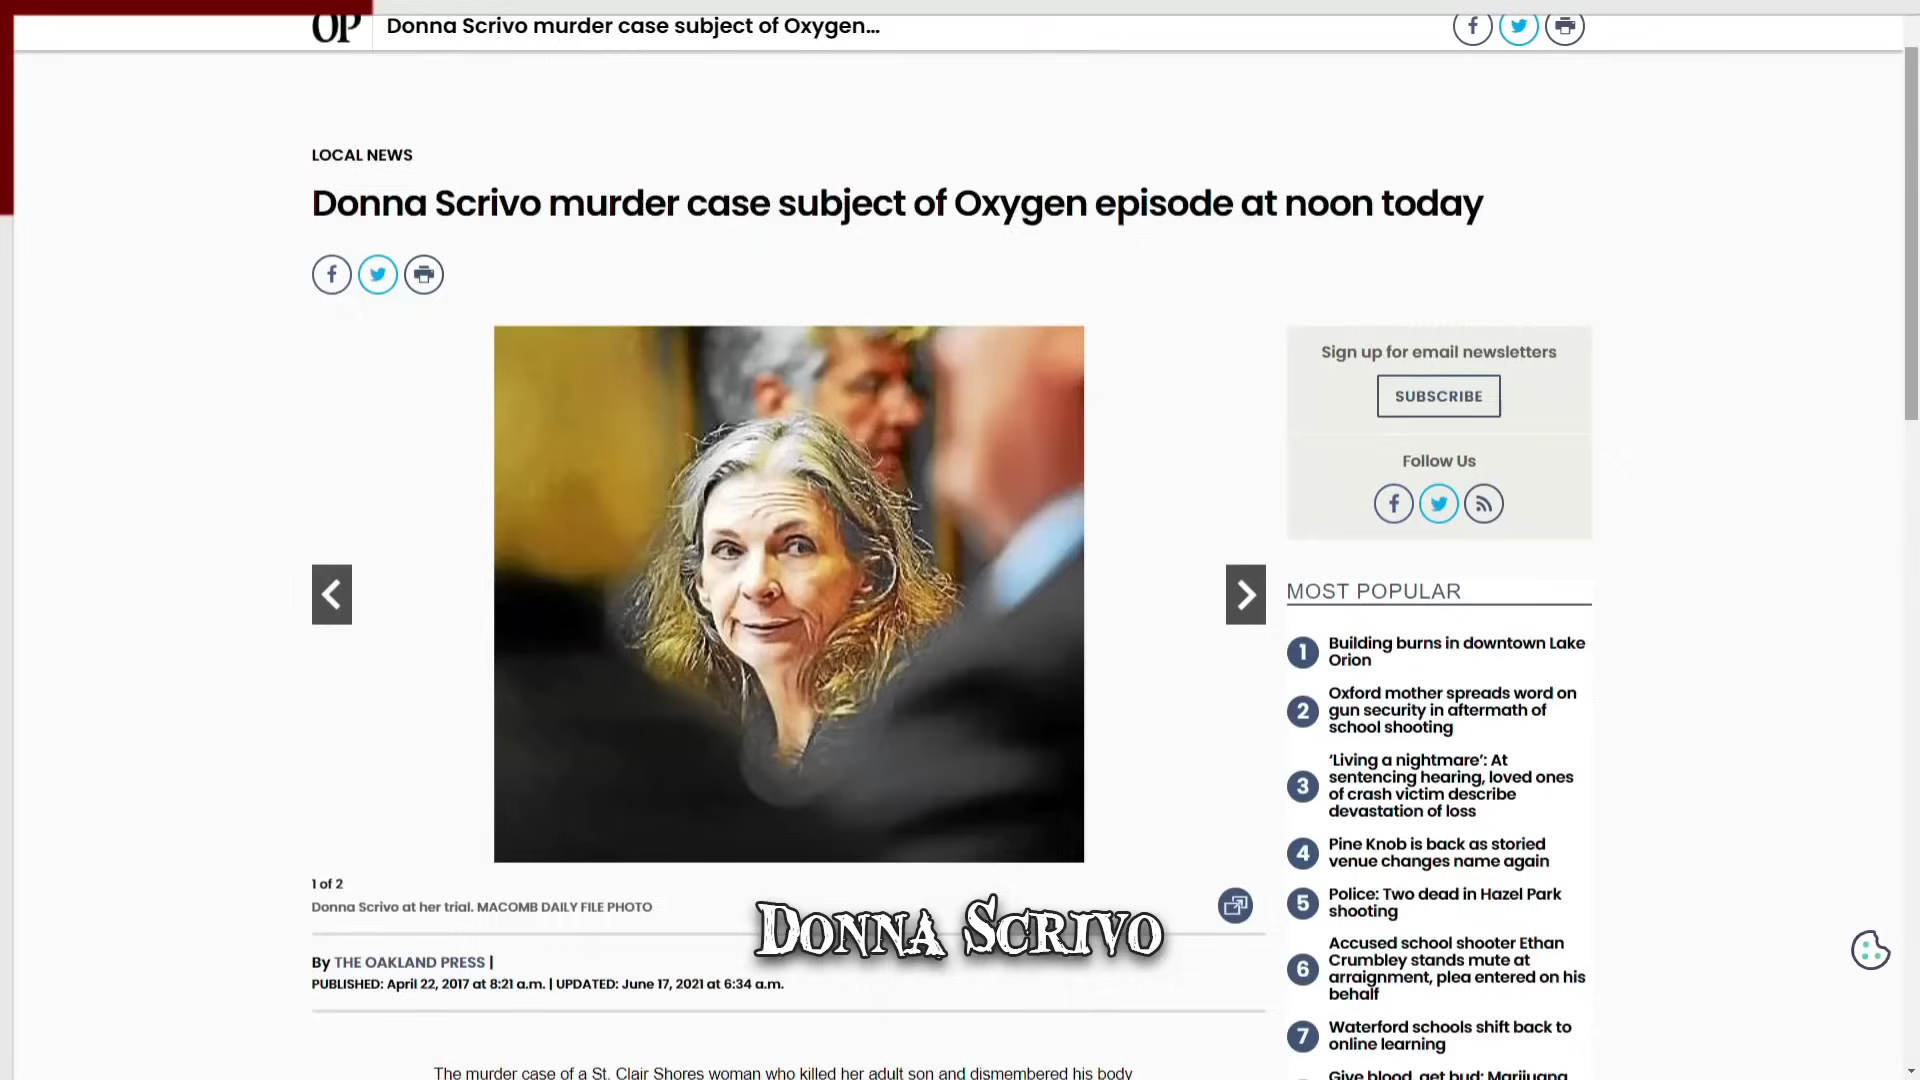 OP
Donna Scrivo murder case subject of Oxygen...
LOCAL NEWS
Donna Scrivo murder case subject of Oxygen episode at noon today
Sign up for email newsletters
SUBSCRIBE
Follow Us
MOST POPULAR
1
Building burns in downtown Lake
Orion
2
Oxford mother spreads word on
gun security in aftermath of
school shooting
3
‘Living a nightmare’: At
sentencing hearing, loved ones
of crash victim describe
devastation of loss
4
Pine Knob is back as storied
venue changes name again
5
Police: Two dead in Hazel Park
shooting
6
Accused school shooter Ethan
Crumbley stands mute at
arraignment, plea entered on his
behalf
7
Waterford schools shift back to
online learning
Give blood, get bud: Marijuana
1 of 2
Donna Scrivo at her trial. MACOMB DAILY FILE PHOTO
DONNA SCRIVO
By THE OAKLAND PRESS |
PUBLISHED: April 22, 2017 at 8:21 a.m. | UPDATED: June 17, 2021 at 6:34 a.m.
The murder case of a St. Clair Shores woman who killed her adult son and dismembered his body